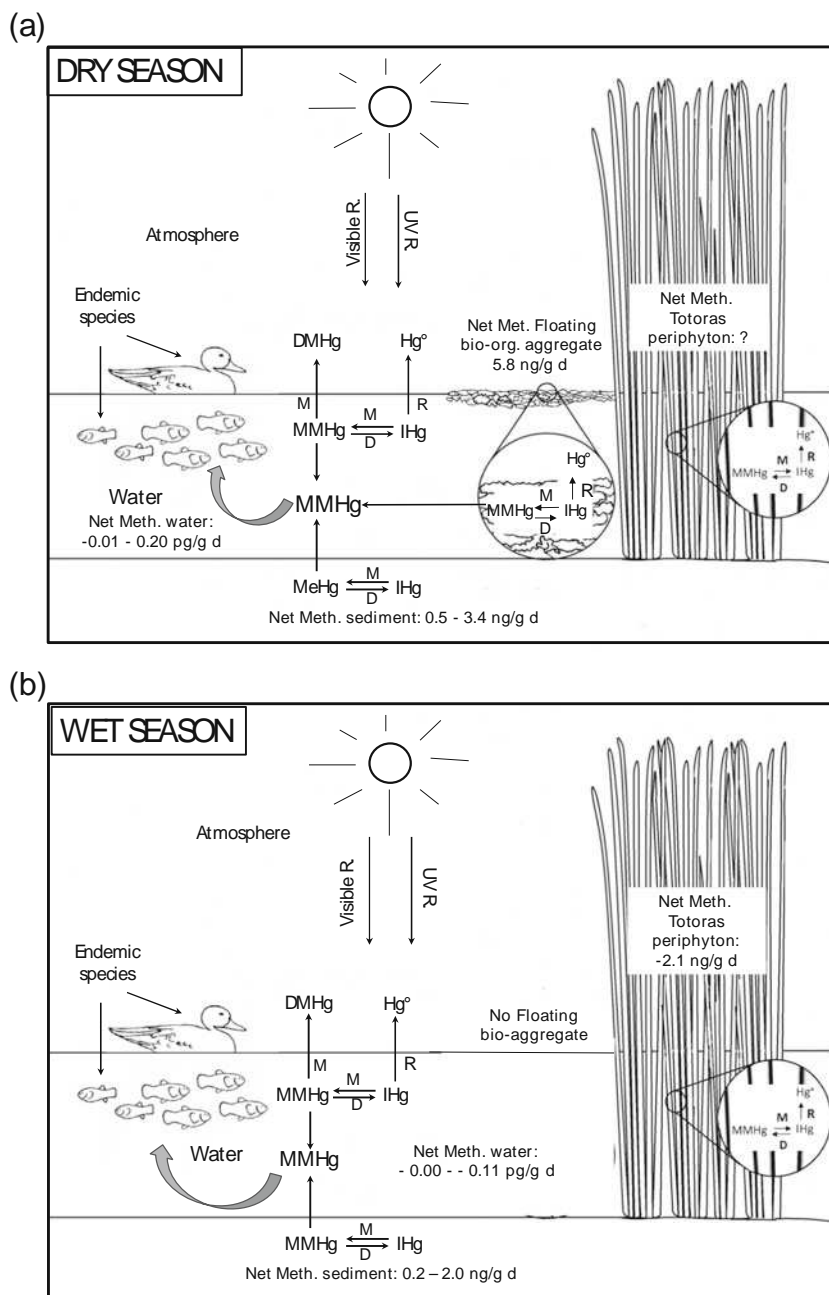 (a)
DRY SEASON
Visible R.
UV R.
Atmosphere
Endemic
species
DMHg
Hg°
Net Met. Floating
bio-org. aggregate
5.8 ng/g d
Net Meth.
Totoras
periphyton: ?
M
M
R
MMHg
IHg
D
Hg°
M
R
MMHg
IHg
D
Hg°
M
R
MMHg
IHg
D
Water
MMHg
Net Meth. water:
-0.01 - 0.20 pg/g d
M
MeHg
IHg
D
Net Meth. sediment: 0.5 - 3.4 ng/g d
(b)
WET SEASON
Visible R.
UV R.
Atmosphere
Net Meth.
Totoras
periphyton:
-2.1 ng/g d
Endemic
species
DMHg
Hg°
No Floating
bio-aggregate
M
M
R
MMHg
IHg
D
Hg°
M
R
MMHg
IHg
D
Water
MMHg
Net Meth. water:
- 0.00 - - 0.11 pg/g d
M
MMHg
IHg
D
Net Meth. sediment: 0.2 – 2.0 ng/g d